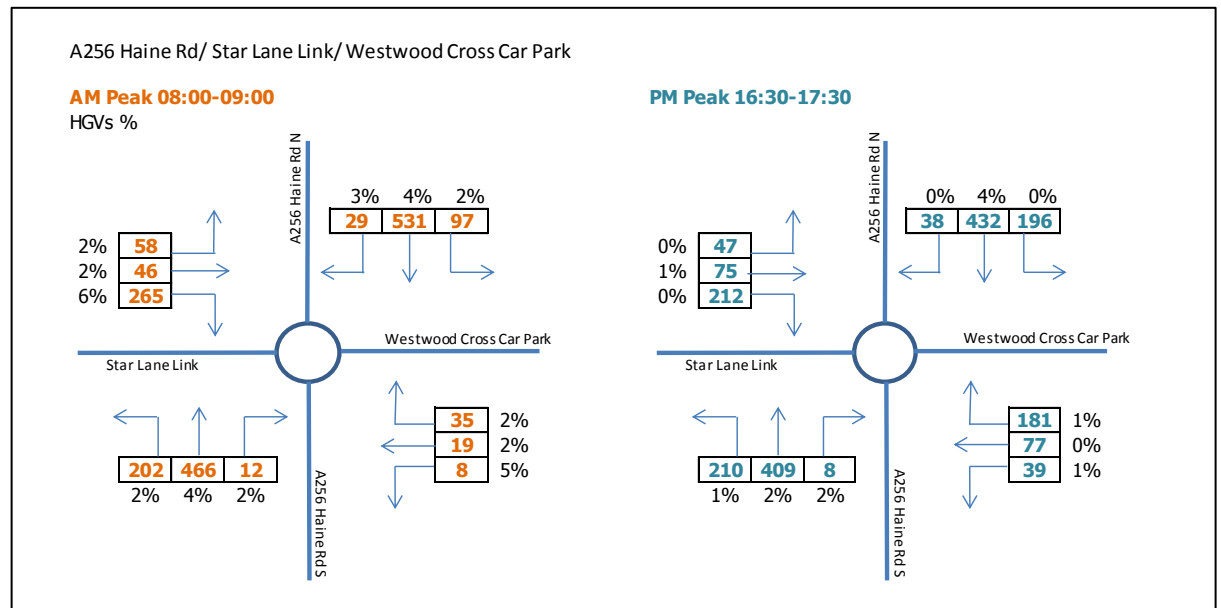 A256 Haine Rd/ Star Lane Link/ Westwood Cross Car Park
AM Peak 08:00-09:00
HGVs %
A256 Haine Rd N
3% 4% 2%
29 531 97
2% 58
2% 46
6% 265
Westwood Cross Car Park
Star Lane Link
35 2%
19 2%
8 5%
202 466 12
2% 4% 2%
A256 Haine Rd S
PM Peak 16:30-17:30
A256 Haine Rd N
0% 4% 0%
38 432 196
0% 47
1% 75
0% 212
Westwood Cross Car Park
Star Lane Link
181 1%
77 0%
39 1%
210 409 8
1% 2% 2%
A256 Haine Rd S